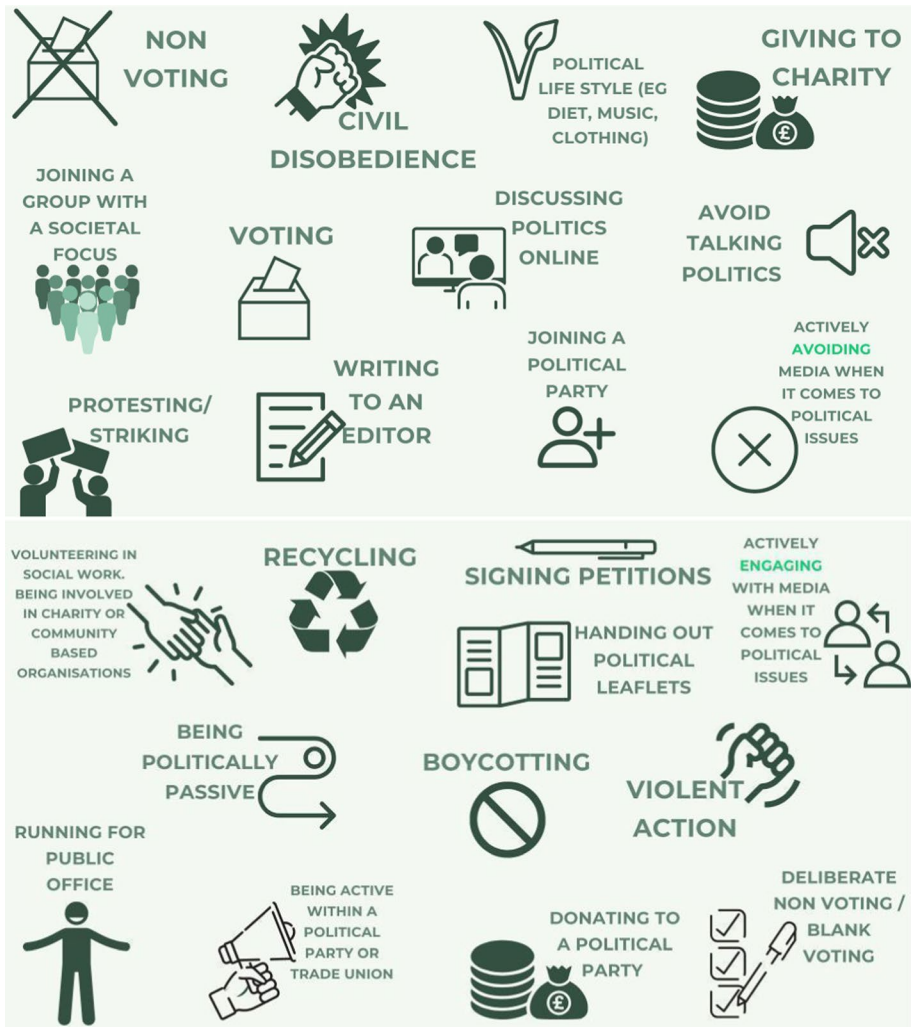 NON
VOTING
CIVIL
DISOBEDIENCE
POLITICAL
LIFE STYLE (EG
DIET, MUSIC,
CLOTHING)
GIVING TO
CHARITY
£
JOINING A
GROUP WITH
A SOCIETAL
FOCUS
VOTING
DISCUSSING
POLITICS
ONLINE
AVOID
TALKING
POLITICS
PROTESTING/
STRIKING
WRITING
TO AN
EDITOR
JOINING A
POLITICAL
PARTY
ACTIVELY
AVOIDING
MEDIA WHEN
IT COMES TO
POLITICAL
ISSUES
VOLUNTEERING IN
SOCIAL WORK.
BEING INVOLVED
IN CHARITY OR
COMMUNITY
BASED
ORGANISATIONS
RECYCLING
SIGNING PETITIONS
HANDING OUT
POLITICAL
LEAFLETS
ACTIVELY
ENGAGING
WITH MEDIA
WHEN IT
COMES TO
POLITICAL
ISSUES
BEING
POLITICALLY
PASSIVE
BOYCOTTING
VIOLENT
ACTION
RUNNING FOR
PUBLIC
OFFICE
BEING ACTIVE
WITHIN A
POLITICAL
PARTY OR
TRADE UNION
DONATING TO
A POLITICAL
PARTY
£
DELIBERATE
NON VOTING /
BLANK
VOTING